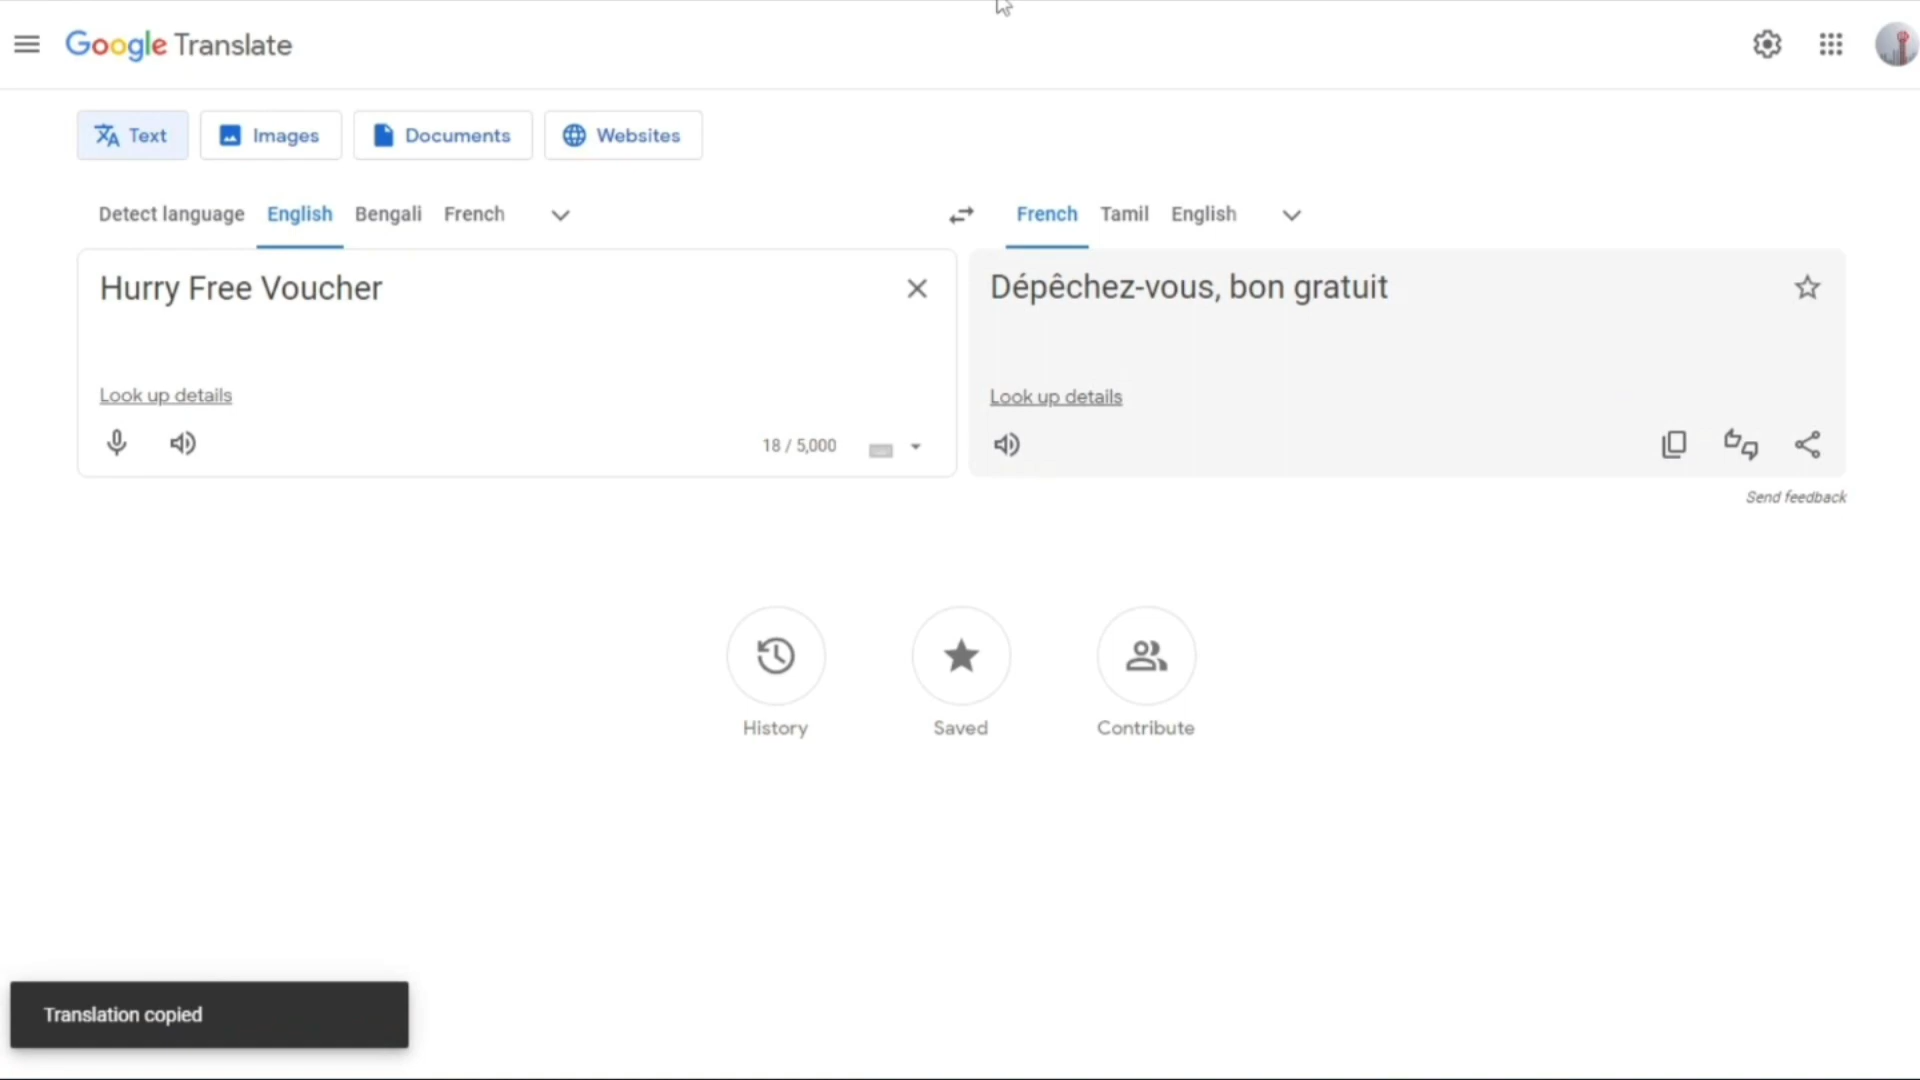 Google Translate
Text Images Documents Websites
Detect language English Bengali French French Tamil English
Hurry Free Voucher
Dépêchez-vous, bon gratuit
Look up details
Look up details
18 / 5,000
Send feedback
History Saved Contribute
Translation copied